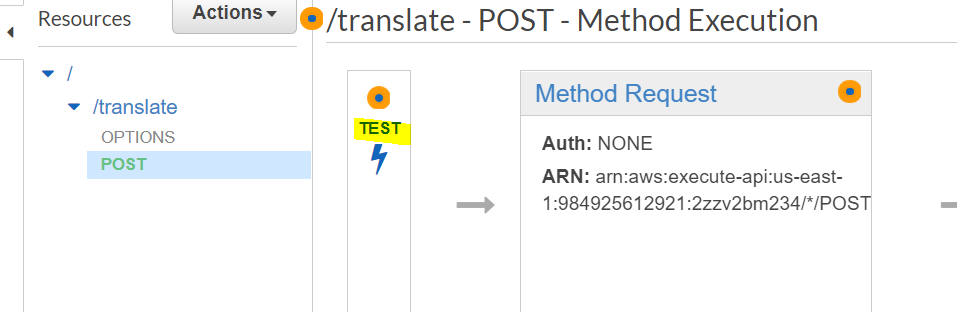 Resources
Actions
/translate - POST - Method Execution
/
/translate
OPTIONS
POST
TEST
Method Request
Auth: NONE
ARN: arn:aws:execute-api:us-east-
1:984925612921:2zzv2bm234/*/POST